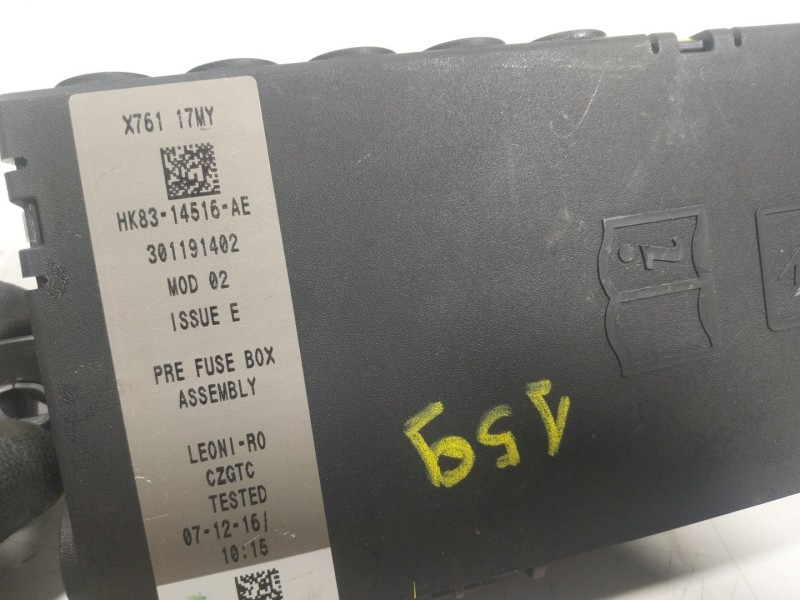 X761 17MY
HK83-14516-AE
301191402
MOD 02
ISSUE E
PRE FUSE BOX
ASSEMBLY
LEONI-RO
CZGTC
TESTED
07-12-16/
10:15
159
i